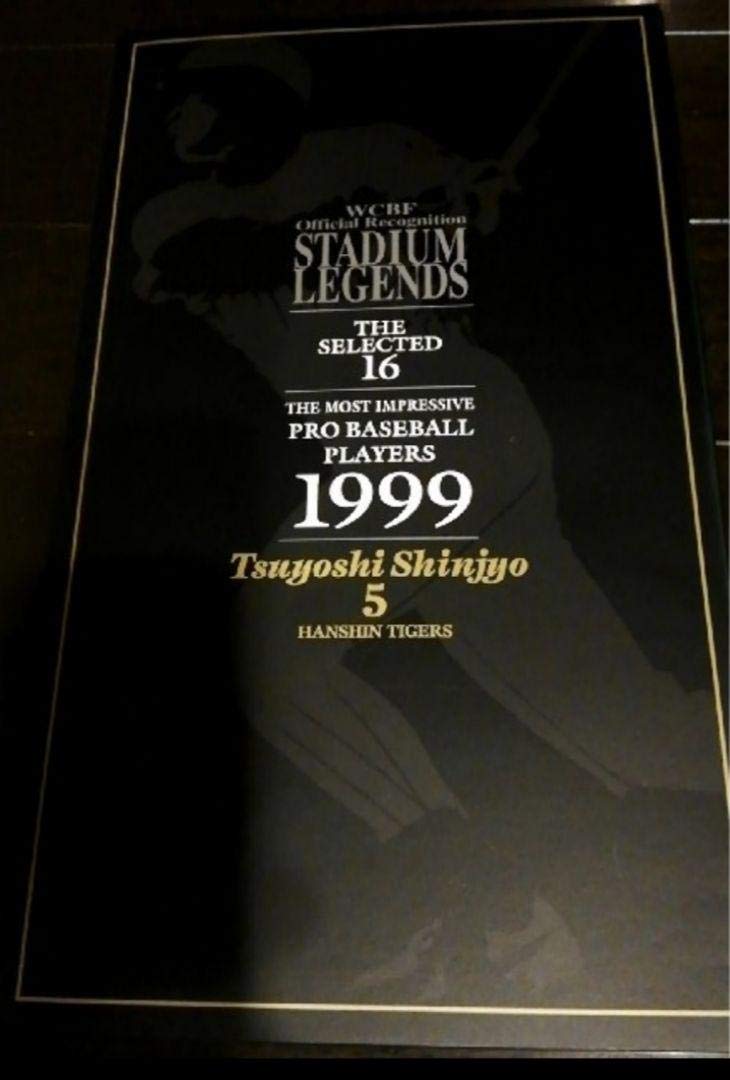 WCBF
Official Recognition
STADIUM
LEGENDS
THE
SELECTED
16
THE MOST IMPRESSIVE
PRO BASEBALL
PLAYERS
1999
Tsuyoshi Shinjyo
5
HANSHIN TIGERS